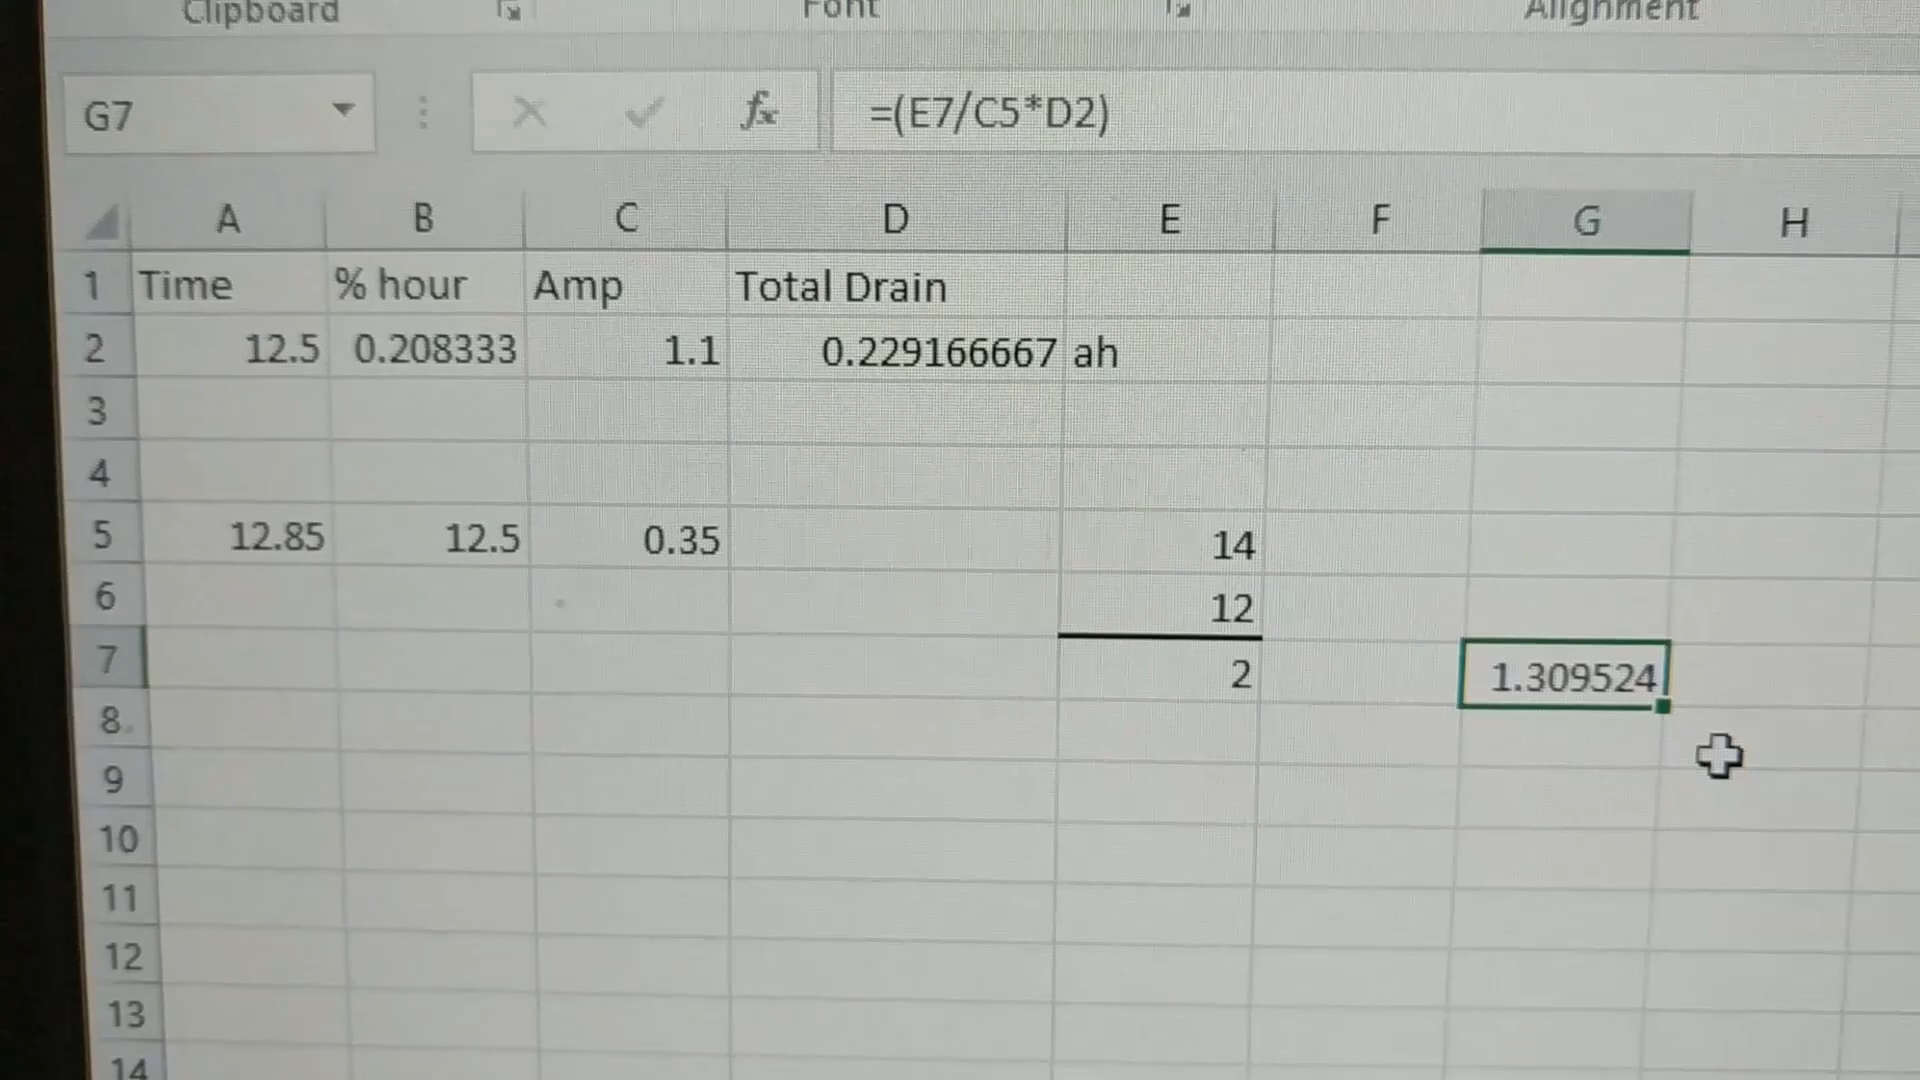 Clipboard Font Alignment
G7 fx =(E7/C5*D2)
A B C D E F G H
1 Time % hour Amp Total Drain
2 12.5 0.208333 1.1 0.229166667 ah
3
4
5 12.85 12.5 0.35 14
6 12
7 2 1.309524
8
9
10
11
12
13
14